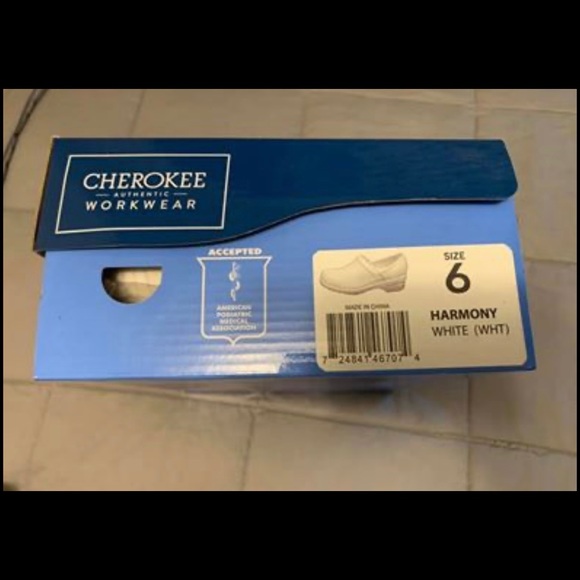 CHEROKEE
AUTHENTIC
WORKWEAR
ACCEPTED
AMERICAN
PODIATRIC
MEDICAL
ASSOCIATION
SIZE
6
MADE IN CHINA
HARMONY
WHITE (WHT)
7 24841 46707 4